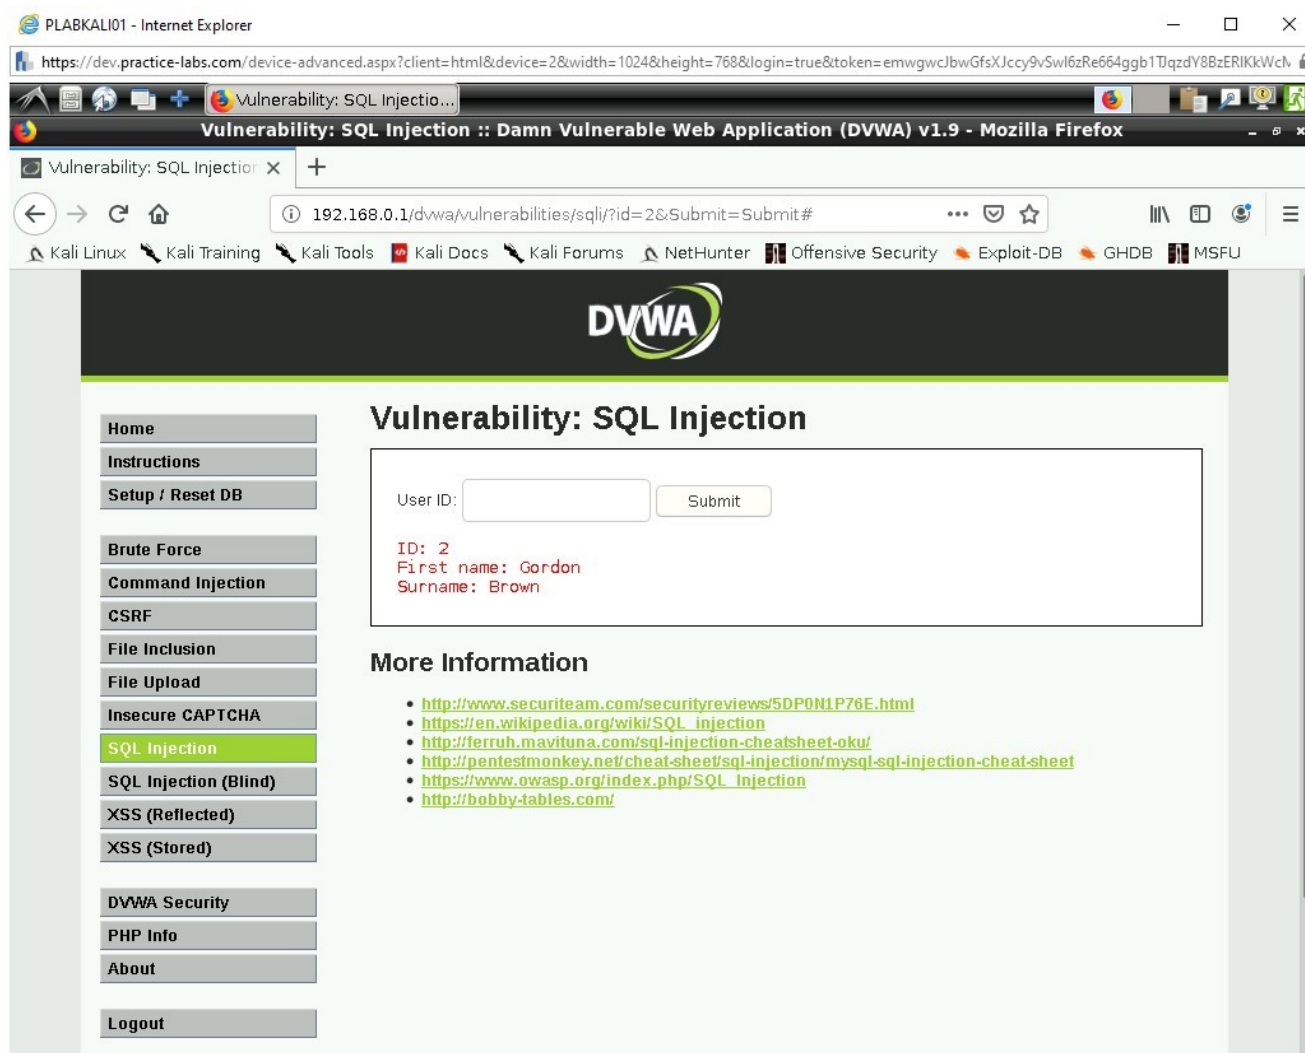 PLABKALI01 - Internet Explorer
https://dev.practice-labs.com/device-advanced.aspx?client=html&device=2&width=1024&height=768&login=true&token=
Vulnerability: SQL Injectio...
Vulnerability: SQL Injection :: Damn Vulnerable Web Application (DVWA) v1.9 - Mozilla Firefox
Vulnerability: SQL Injection
192.168.0.1/dvwa/vulnerabilities/sqli/?id=2&Submit=Submit#
Kali Linux Kali Training Kali Tools Kali Docs Kali Forums NetHunter Offensive Security Exploit-DB GHDB MSFU
DVWA
Vulnerability: SQL Injection
Home
Instructions
Setup / Reset DB
User ID: Submit
ID: 2
First name: Gordon
Surname: Brown
Brute Force
Command Injection
CSRF
File Inclusion
File Upload
Insecure CAPTCHA
SQL Injection
SQL Injection (Blind)
XSS (Reflected)
XSS (Stored)
DVWA Security
PHP Info
About
Logout
More Information
http://www.securiteam.com/securityreviews/5DP0N1P76E.html
https://en.wikipedia.org/wiki/SQL_injection
http://ferruh.mavituna.com/sql-injection-cheatsheet-oku/
http://pentestmonkey.net/cheat-sheet/sql-injection/mysql-sql-injection-cheat-sheet
https://www.owasp.org/index.php/SQL_Injection
http://bobby-tables.com/